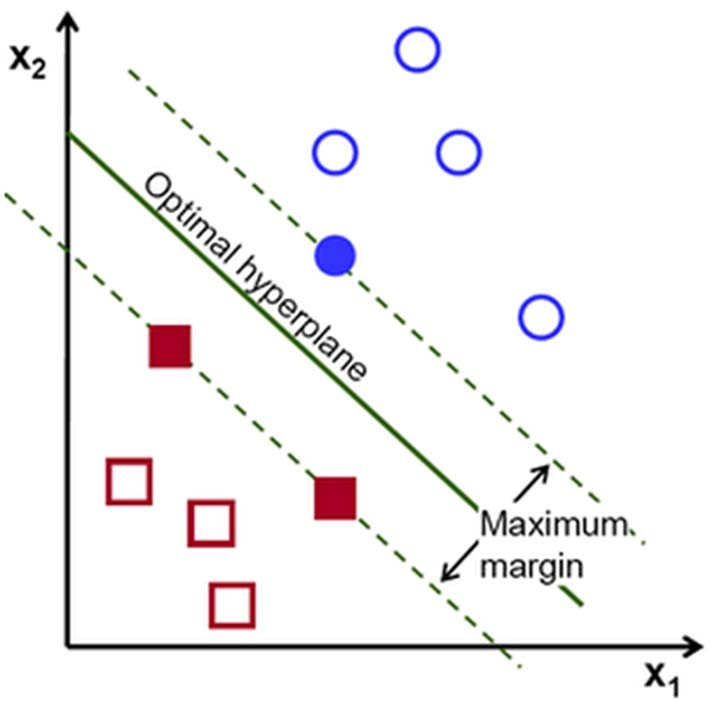 x₂
Optimal hyperplane
Maximum
margin
x₁